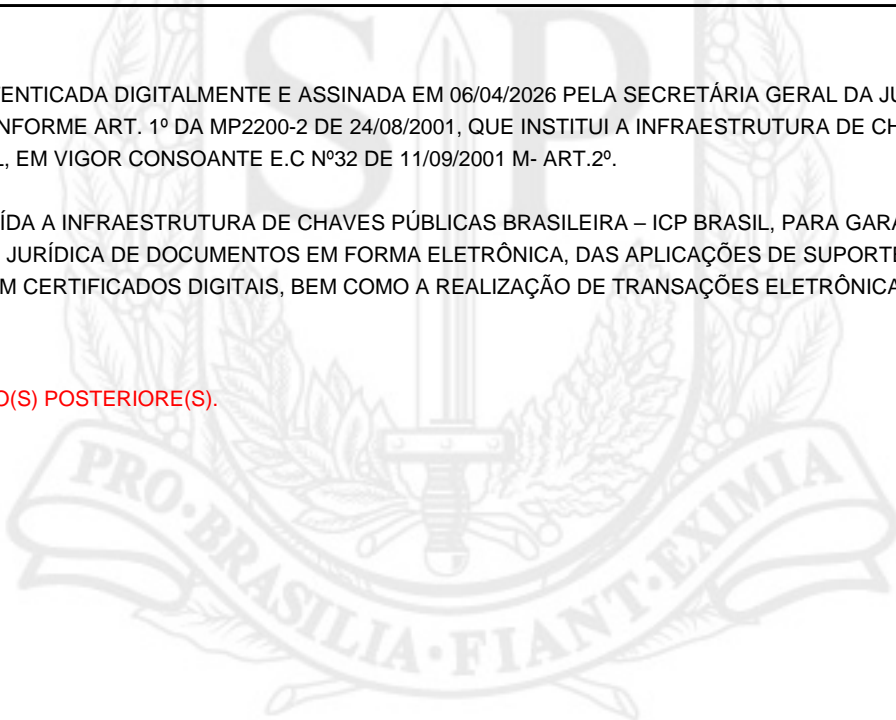 ENTICADA DIGITALMENTE E ASSINADA EM 06/04/2026 PELA SECRETÁRIA GERAL DA JU
NFORME ART. 1º DA MP2200-2 DE 24/08/2001, QUE INSTITUI A INFRAESTRUTURA DE CH
L, EM VIGOR CONSOANTE E.C Nº32 DE 11/09/2001 M- ART.2º.
ÍDA A INFRAESTRUTURA DE CHAVES PÚBLICAS BRASILEIRA – ICP BRASIL, PARA GARA
JURÍDICA DE DOCUMENTOS EM FORMA ELETRÔNICA, DAS APLICAÇÕES DE SUPORTE
M CERTIFICADOS DIGITAIS, BEM COMO A REALIZAÇÃO DE TRANSAÇÕES ELETRÔNICA
O(S) POSTERIORE(S).
SP
PRO·BRASILIA·FIANT·EXIMIA